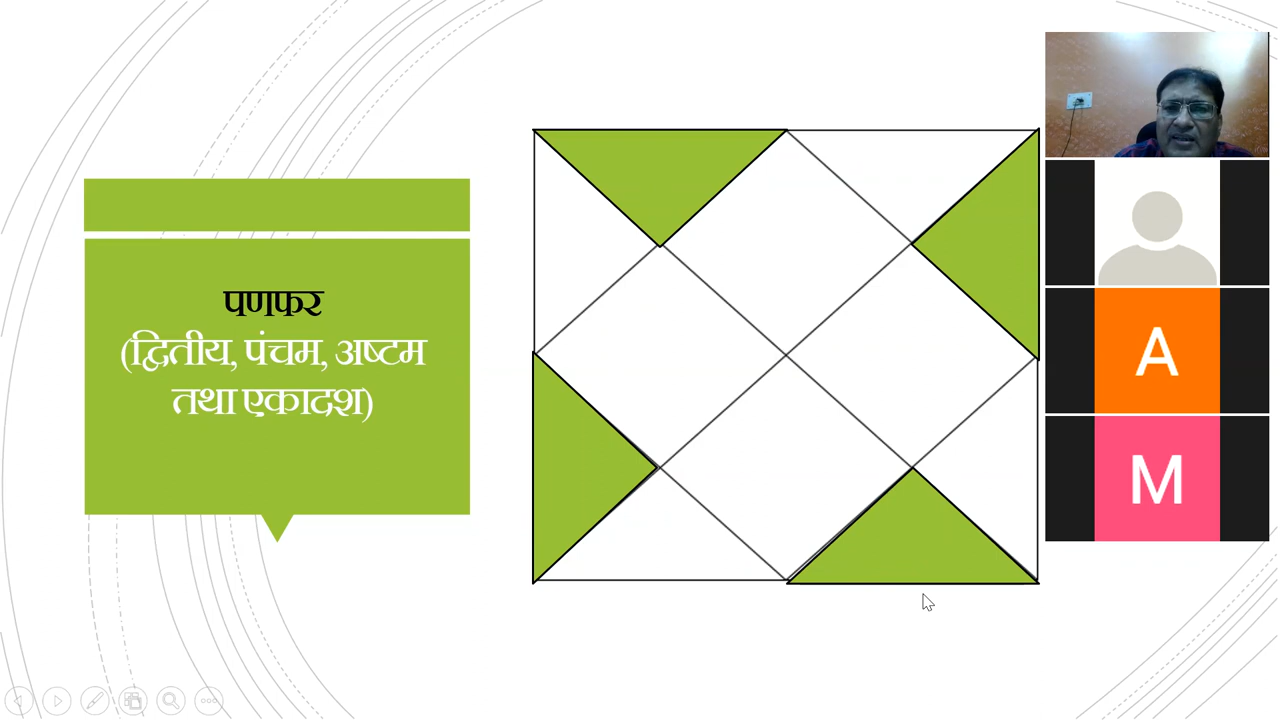 पणफर
(द्वितीय, पंचम, अष्टम
तथा एकादश)
A
M